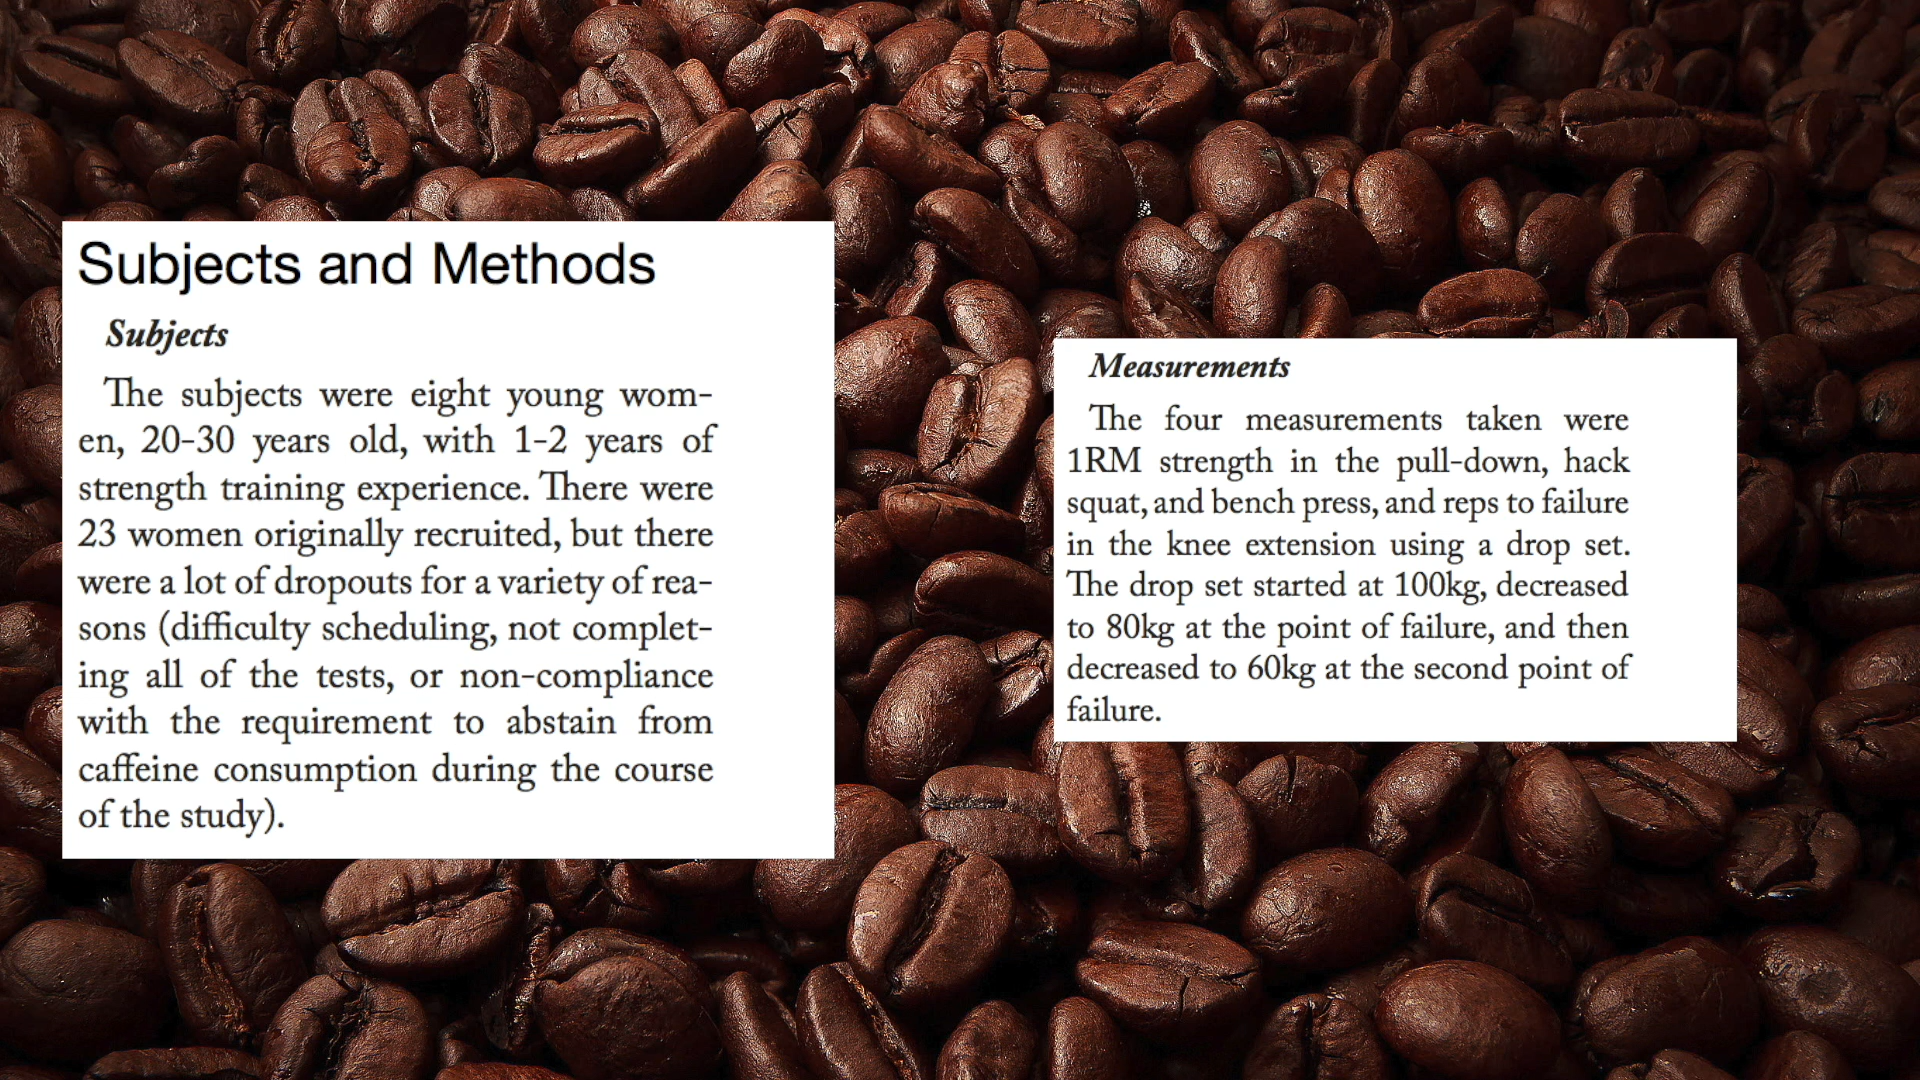 Subjects and Methods
Subjects
The subjects were eight young wom-
en, 20-30 years old, with 1-2 years of
strength training experience. There were
23 women originally recruited, but there
were a lot of dropouts for a variety of rea-
sons (difficulty scheduling, not complet-
ing all of the tests, or non-compliance
with the requirement to abstain from
caffeine consumption during the course
of the study).
Measurements
The four measurements taken were
1RM strength in the pull-down, hack
squat, and bench press, and reps to failure
in the knee extension using a drop set.
The drop set started at 100kg, decreased
to 80kg at the point of failure, and then
decreased to 60kg at the second point of
failure.